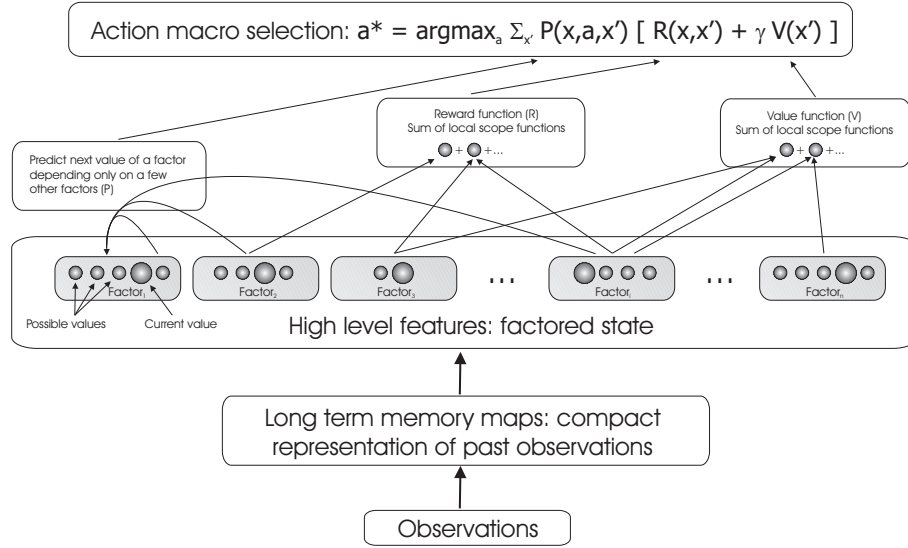 Action macro selection: a* = argmaxₐ Σₓ′ P(x,a,x′) [ R(x,x′) + γ V(x′) ]
Reward function (R)
Sum of local scope functions
+ +...
Value function (V)
Sum of local scope functions
+ +...
Predict next value of a factor
depending only on a few
other factors (P)
Factor₁
Factor₂
Factor₃
...
Factorᵢ
...
Factorₙ
Possible values
Current value
High level features: factored state
Long term memory maps: compact
representation of past observations
Observations